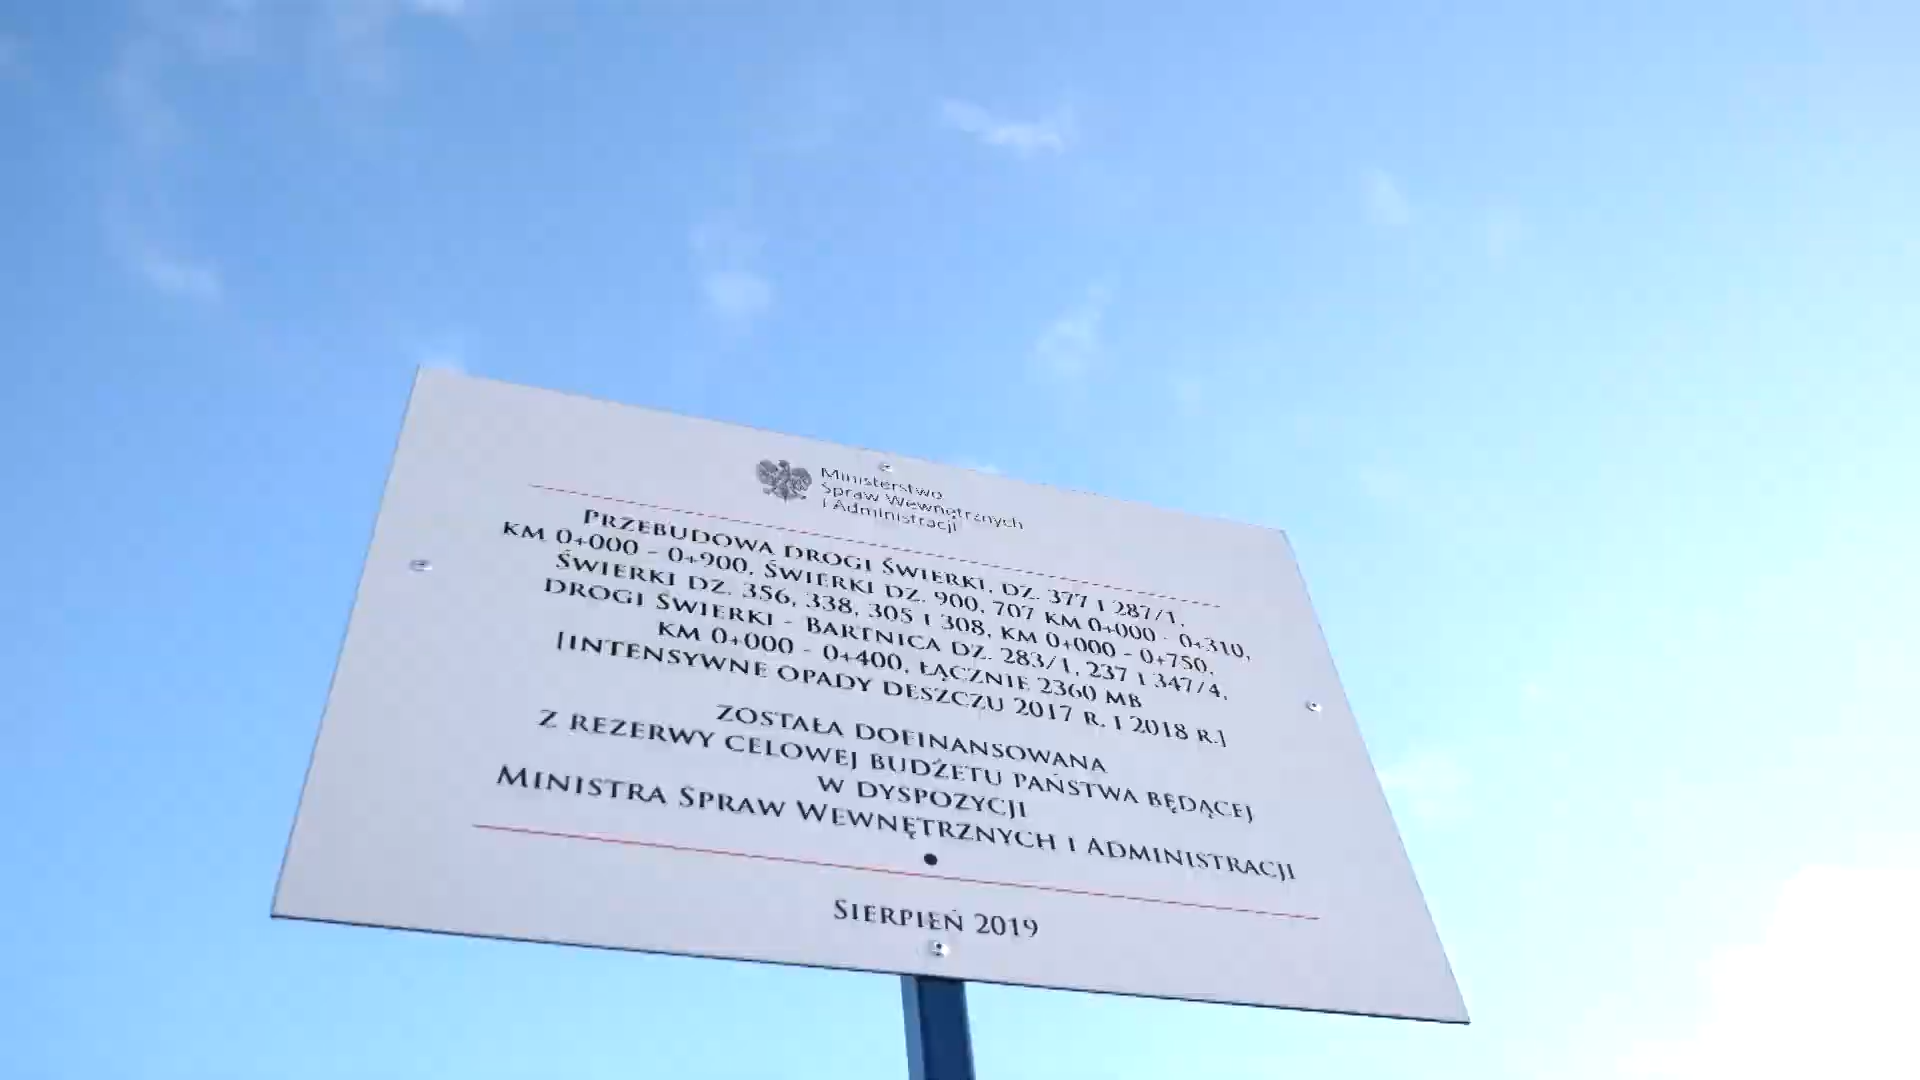 Ministerstwo
Spraw Wewnętrznych
i Administracji
PRZEBUDOWA DROGI ŚWIERKI, DZ. 377 I 287/1,
KM 0+000 - 0+900, ŚWIERKI DZ. 900, 707 KM 0+000 - 0+310,
ŚWIERKI DZ. 356, 338, 305 I 308, KM 0+000 - 0+750,
DROGI ŚWIERKI - BARTNICA DZ. 283/1, 237 I 347/4,
KM 0+000 - 0+400, ŁĄCZNIE 2360 MB
[INTENSYWNE OPADY DESZCZU 2017 R. I 2018 R.]
ZOSTAŁA DOFINANSOWANA
Z REZERWY CELOWEJ BUDŻETU PAŃSTWA BĘDĄCEJ
W DYSPOZYCJI
MINISTRA SPRAW WEWNĘTRZNYCH I ADMINISTRACJI
SIERPIEŃ 2019